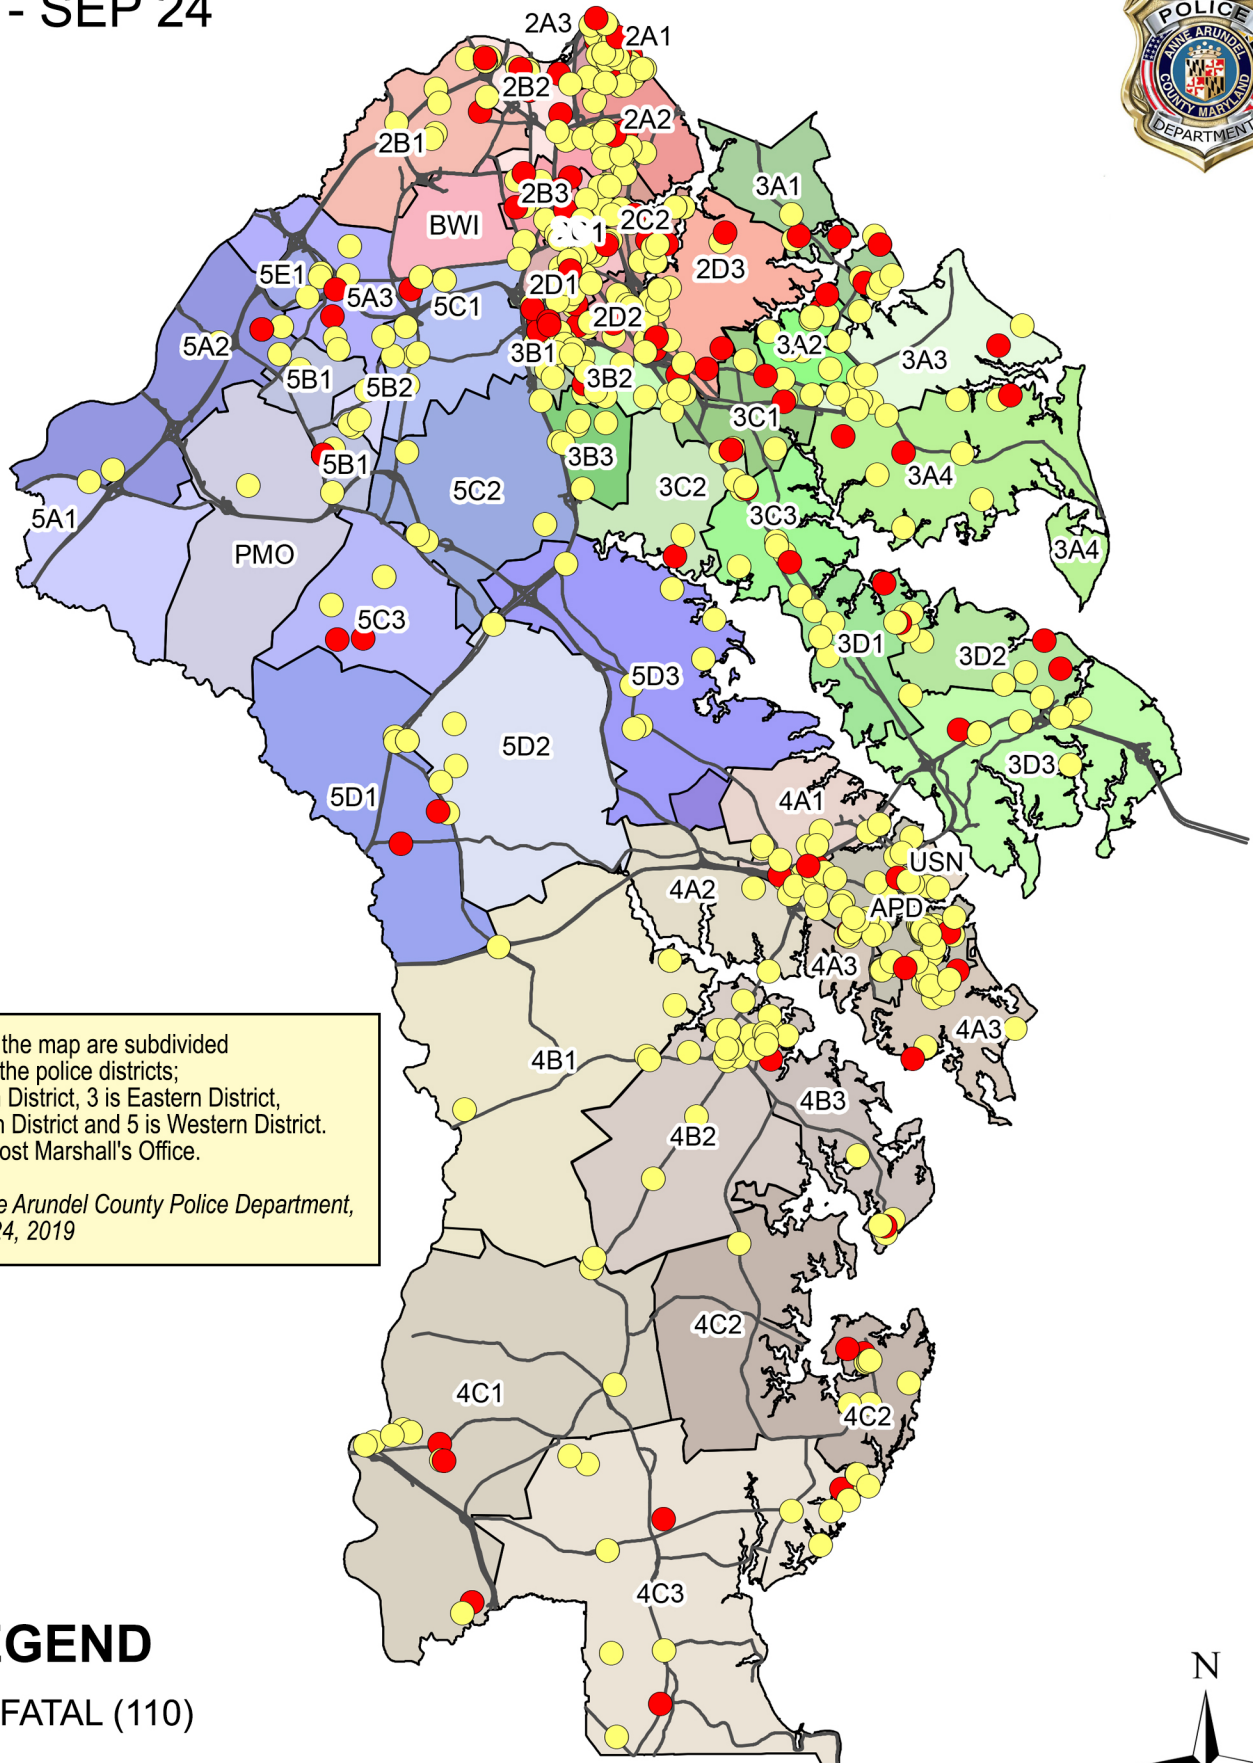 - SEP 24
POLICE
ANNE ARUNDEL
COUNTY MARYLAND
DEPARTMENT
2A3
2A1
2B2
2A2
2B1
3A1
2B3
BWI
2C2
2D3
5E1
5A3
2D1
5C1
2D2
5A2
3B1
3A2
3A3
5B1
5B2
3B2
3C1
3B3
5B1
3A4
5C2
3C2
5A1
3C3
PMO
3A4
5C3
3D1
3D2
5D3
5D2
3D3
5D1
4A1
USN
4A2
APD
4A3
4A3
the map are subdivided
the police districts;
District, 3 is Eastern District,
District and 5 is Western District.
Marshall's Office.
Arundel County Police Department,
2019
4B1
4B3
4B2
4C2
4C1
4C2
4C3
FATAL (110)
N